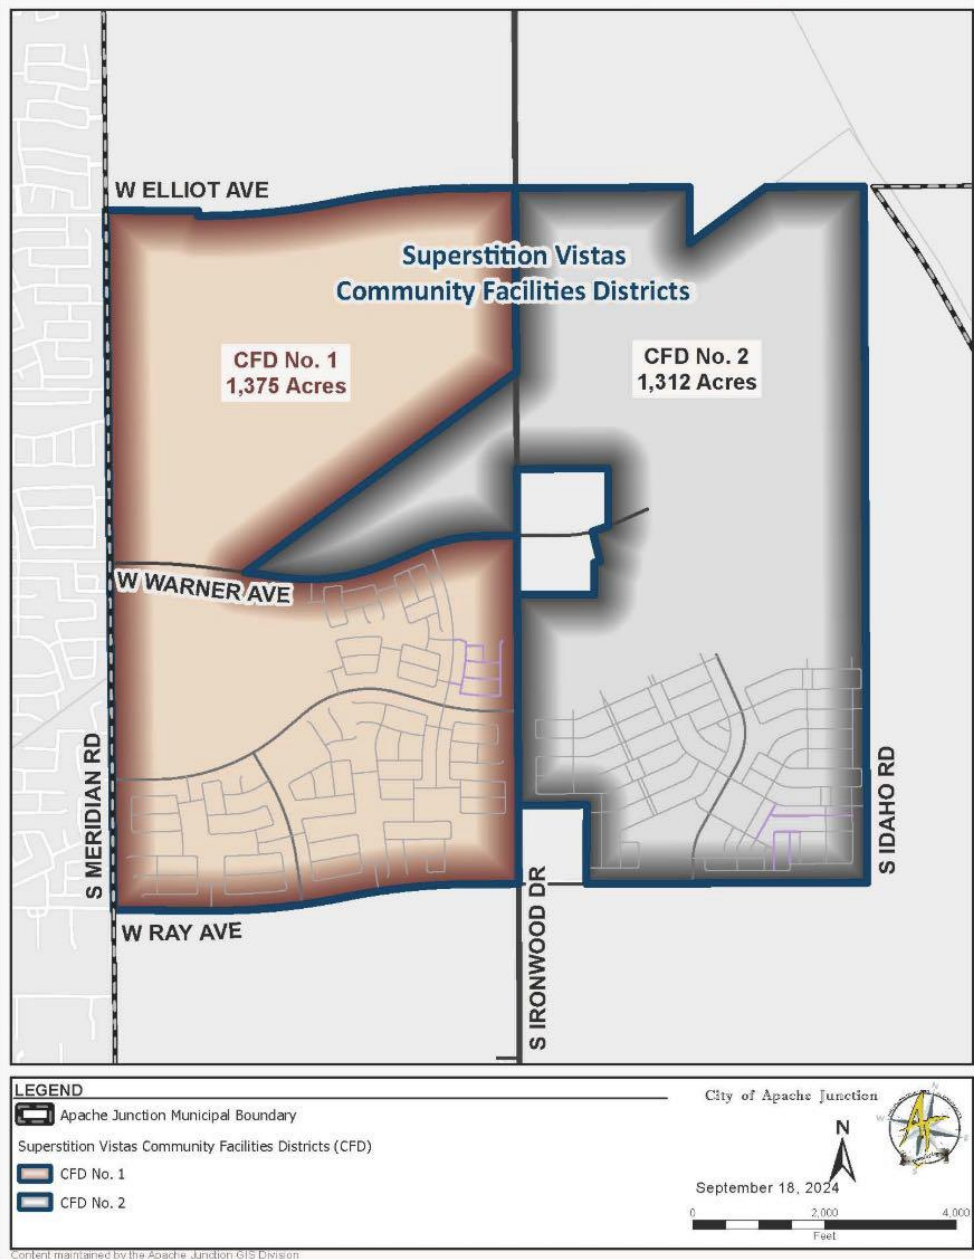 W ELLIOT AVE
Superstition Vistas
Community Facilities Districts
CFD No. 1
1,375 Acres
CFD No. 2
1,312 Acres
W WARNER AVE
S MERIDIAN RD
S IDAHO RD
S IRONWOOD DR
W RAY AVE
LEGEND
Apache Junction Municipal Boundary
Superstition Vistas Community Facilities Districts (CFD)
CFD No. 1
CFD No. 2
City of Apache Junction
N
W
N
September 18, 2024
0 2,000 4,000
Feet
Content maintained by the Apache Junction GIS Division